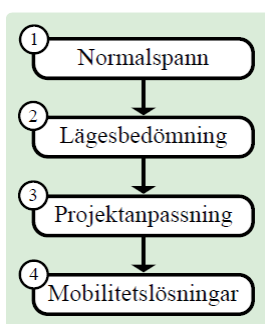 1
Normalspann
2
Lägesbedömning
3
Projektanpassning
4
Mobilitetslösningar